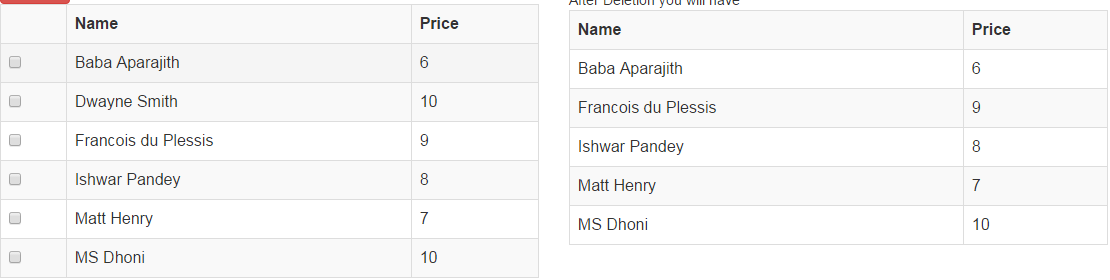 Name Price
Baba Aparajith 6
Dwayne Smith 10
Francois du Plessis 9
Ishwar Pandey 8
Matt Henry 7
MS Dhoni 10
After Deletion you will have
Name Price
Baba Aparajith 6
Francois du Plessis 9
Ishwar Pandey 8
Matt Henry 7
MS Dhoni 10